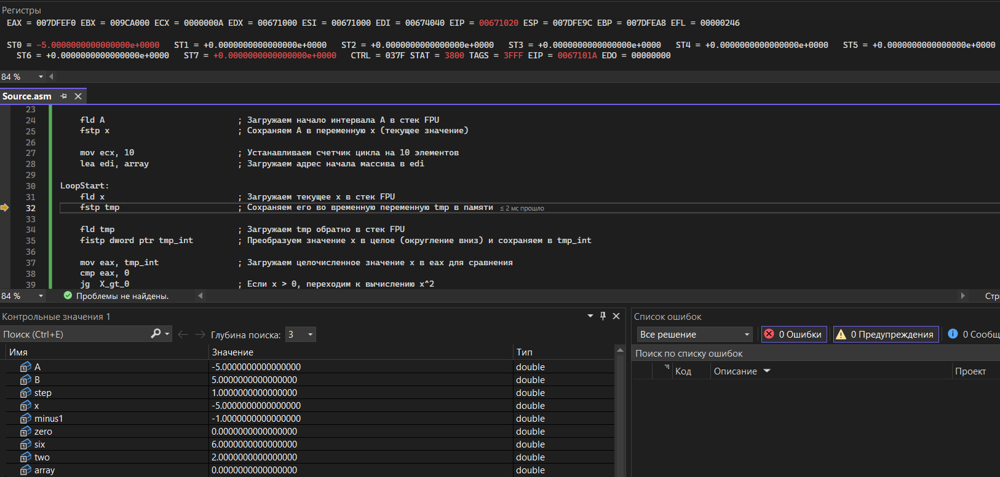 Регистры
EAX = 007DFEF0 EBX = 009CA000 ECX = 0000000A EDX = 00671000 ESI = 00671000 EDI = 00674040 EIP = 00671020 ESP = 007DFE9C EBP = 007DFEA8 EFL = 00000246
ST0 = -5.0000000000000000e+0000 ST1 = +0.0000000000000000e+0000 ST2 = +0.0000000000000000e+0000 ST3 = +0.0000000000000000e+0000 ST4 = +0.0000000000000000e+0000 ST5 = +0.0000000000000000e+0000
ST6 = +0.0000000000000000e+0000 ST7 = +0.0000000000000000e+0000 CTRL = 037F STAT = 3800 TAGS = 3FFF EIP = 0067101A EDO = 00000000
84 %
Source.asm
23
24 fld A ; Загружаем начало интервала A в стек FPU
25 fstp x ; Сохраняем A в переменную x (текущее значение)
26
27 mov ecx, 10 ; Устанавливаем счетчик цикла на 10 элементов
28 lea edi, array ; Загружаем адрес начала массива в edi
29
30 LoopStart:
31 fld x ; Загружаем текущее x в стек FPU
32 fstp tmp ; Сохраняем его во временную переменную tmp в памяти ≤ 2 мс прошло
33
34 fld tmp ; Загружаем tmp обратно в стек FPU
35 fistp dword ptr tmp_int ; Преобразуем значение x в целое (округление вниз) и сохраняем в tmp_int
36
37 mov eax, tmp_int ; Загружаем целочисленное значение x в eax для сравнения
38 cmp eax, 0
39 jg X_gt_0 ; Если x > 0, переходим к вычислению x^2
84 % Проблемы не найдены. Стр
Контрольные значения 1
Поиск (Ctrl+E) Глубина поиска: 3
Имя Значение Тип
A -5.0000000000000000 double
B 5.0000000000000000 double
step 1.0000000000000000 double
x -5.0000000000000000 double
minus1 -1.0000000000000000 double
zero 0.0000000000000000 double
six 6.0000000000000000 double
two 2.0000000000000000 double
array 0.0000000000000000 double
Список ошибок
Все решение 0 Ошибки 0 Предупреждения 0 Сообщ
Поиск по списку ошибок
Код Описание Проект